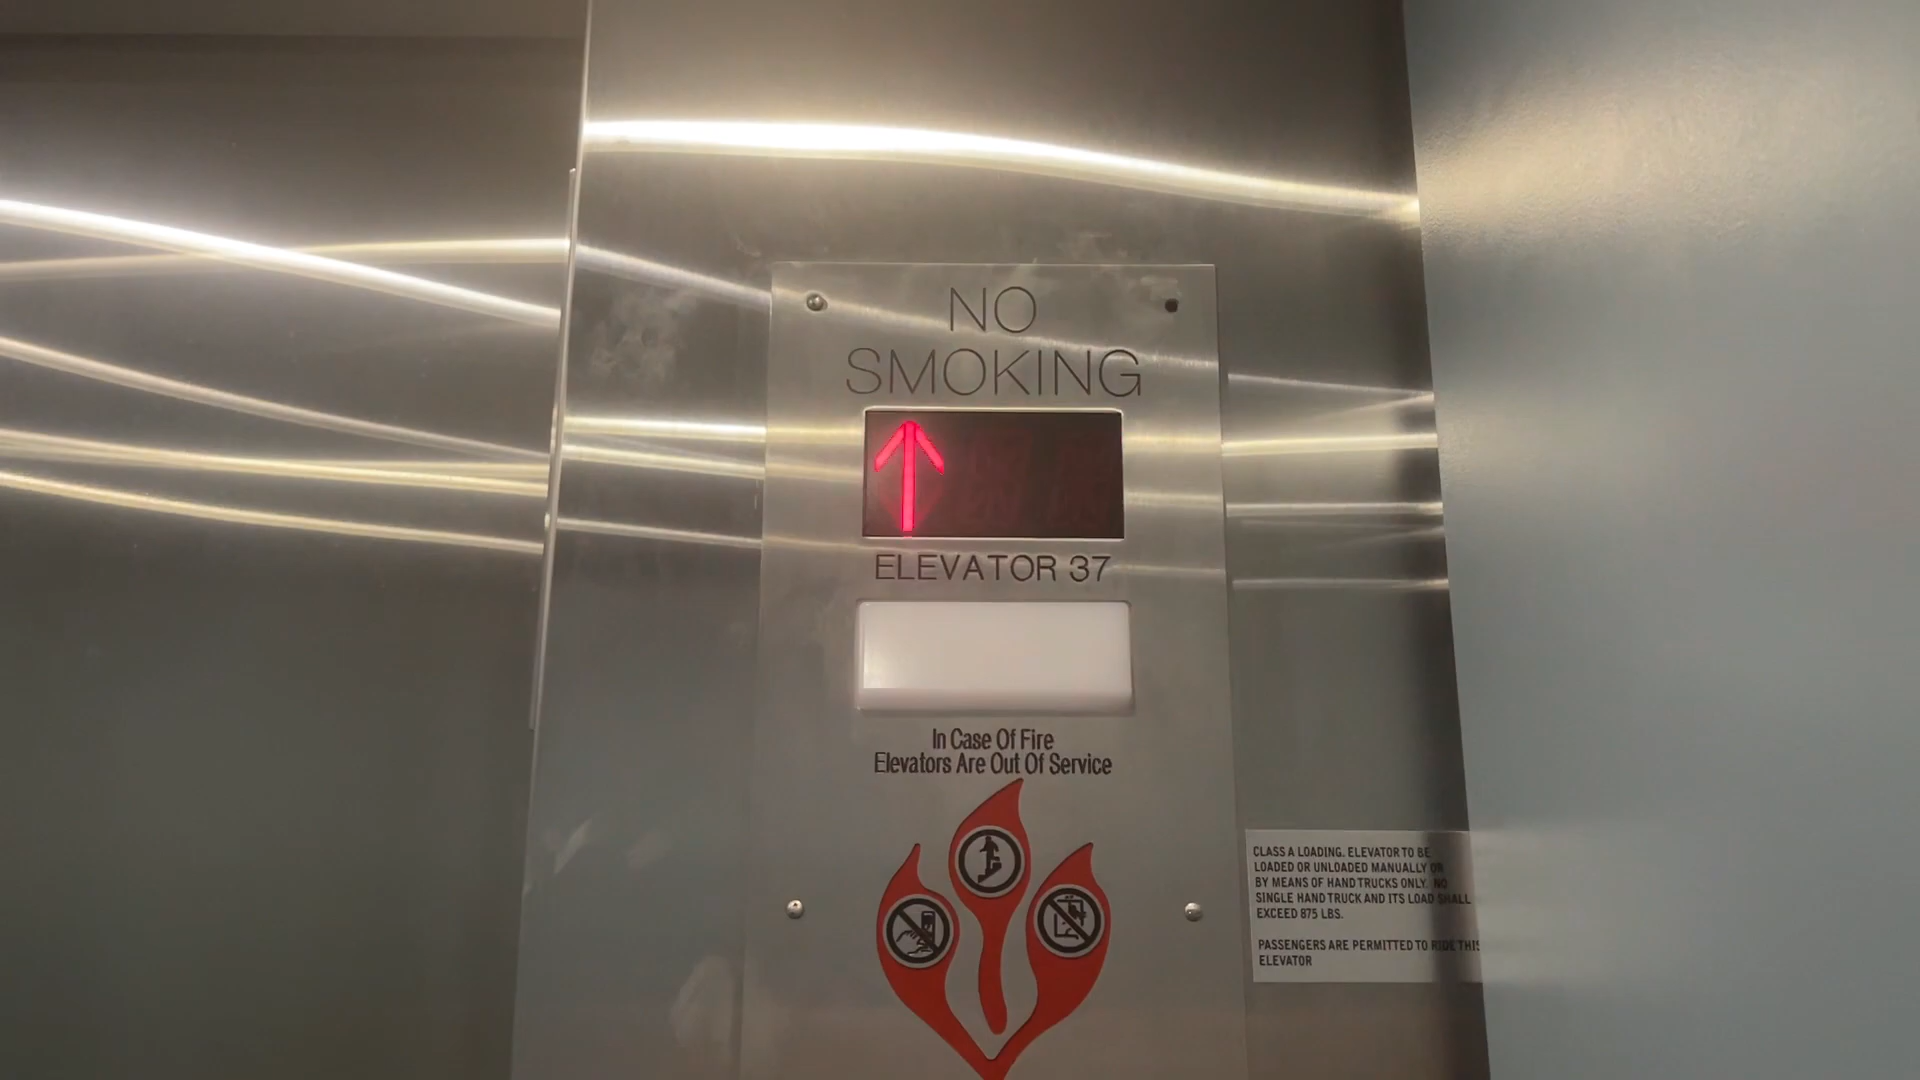 NO
SMOKING
ELEVATOR 37
In Case Of Fire
Elevators Are Out Of Service
CLASS A LOADING. ELEVATOR TO BE
LOADED OR UNLOADED MANUALLY OR
BY MEANS OF HAND TRUCKS ONLY. NO
SINGLE HAND TRUCK AND ITS LOAD SHALL
EXCEED 875 LBS.
PASSENGERS ARE PERMITTED TO RIDE THIS
ELEVATOR